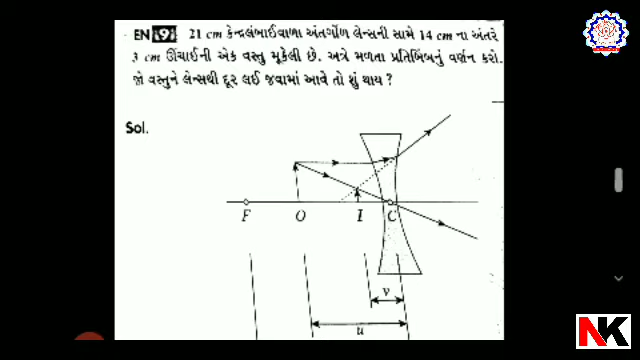 EN 9 21 cm કેન્દ્રલંબાઈવાળા અંતર્ગોળ લેન્સની સામે 14 cm ના અંતરે
3 cm ઊંચાઈની એક વસ્તુ મૂકેલી છે. અત્રે મળતા પ્રતિબિંબનું વર્ણન કરો.
જો વસ્તુને લેન્સથી દૂર લઈ જવામાં આવે તો શું થાય ?
Sol.
F O I C
v
u
NK